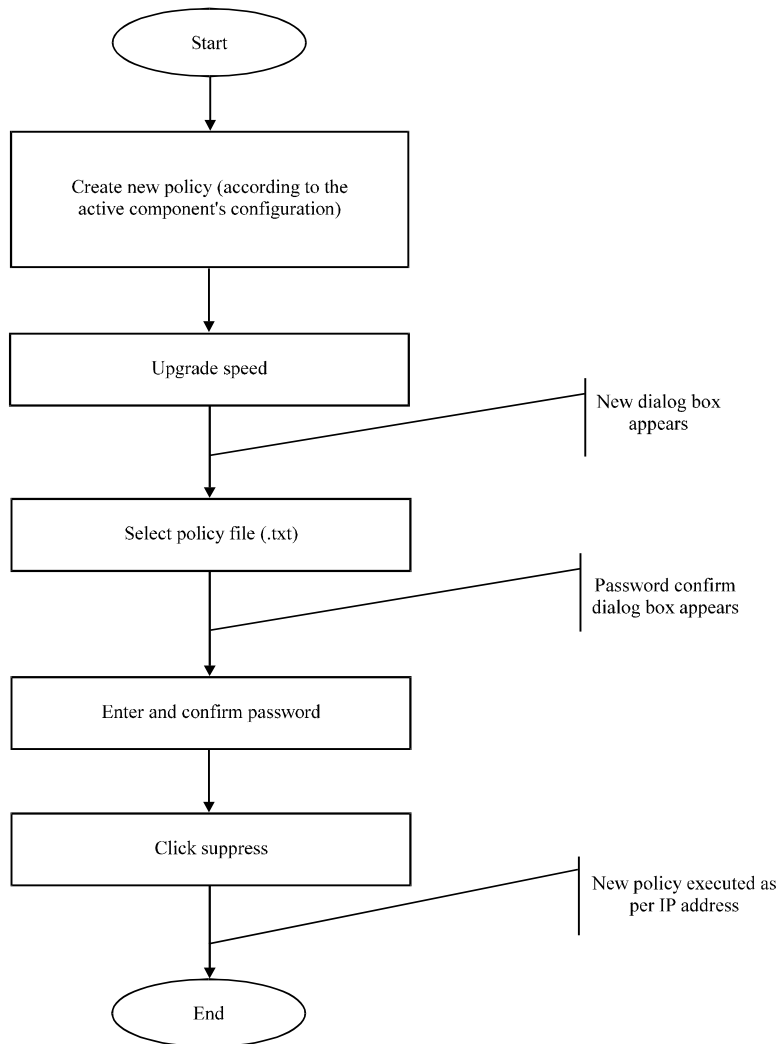 Start
Create new policy (according to the
active component's configuration)
Upgrade speed
New dialog box
appears
Select policy file (.txt)
Password confirm
dialog box appears
Enter and confirm password
Click suppress
New policy executed as
per IP address
End